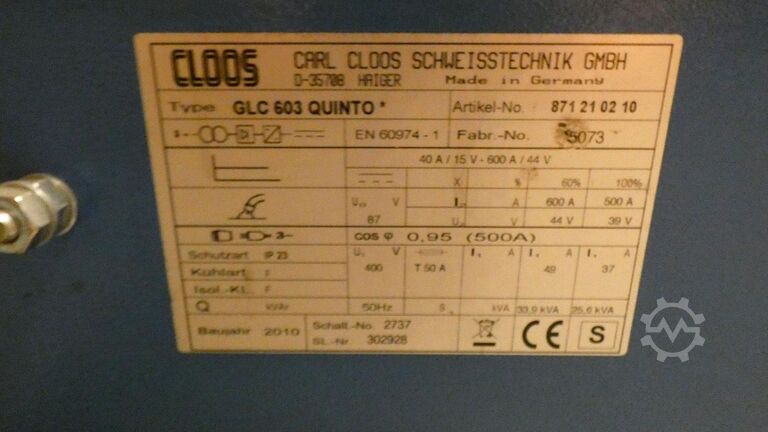 CLOOS CARL CLOOS SCHWEISSTECHNIK GMBH
D-35708 HAIGER Made in Germany
Type GLC 603 QUINTO * Artikel-No. 871 21 02 10
EN 60974 - 1 Fabr.-No. 5073
40 A / 15 V - 600 A / 44 V
X % 60% 100%
U₀ V I₂ A 600 A 500 A
87 U₂ V 44 V 39 V
3~ cos φ 0,95 (500A)
Schutzart IP 23 U₁ V I₁ A I₁ A
Kühlart F 400 T 50 A 49 37
Isol.-KL. F
Q kVAr 50Hz S₁ kVA 33,9 kVA 25,6 kVA
Baujahr 2010 Schalt.-No. 2737
SL.-Nr 302928 CE S